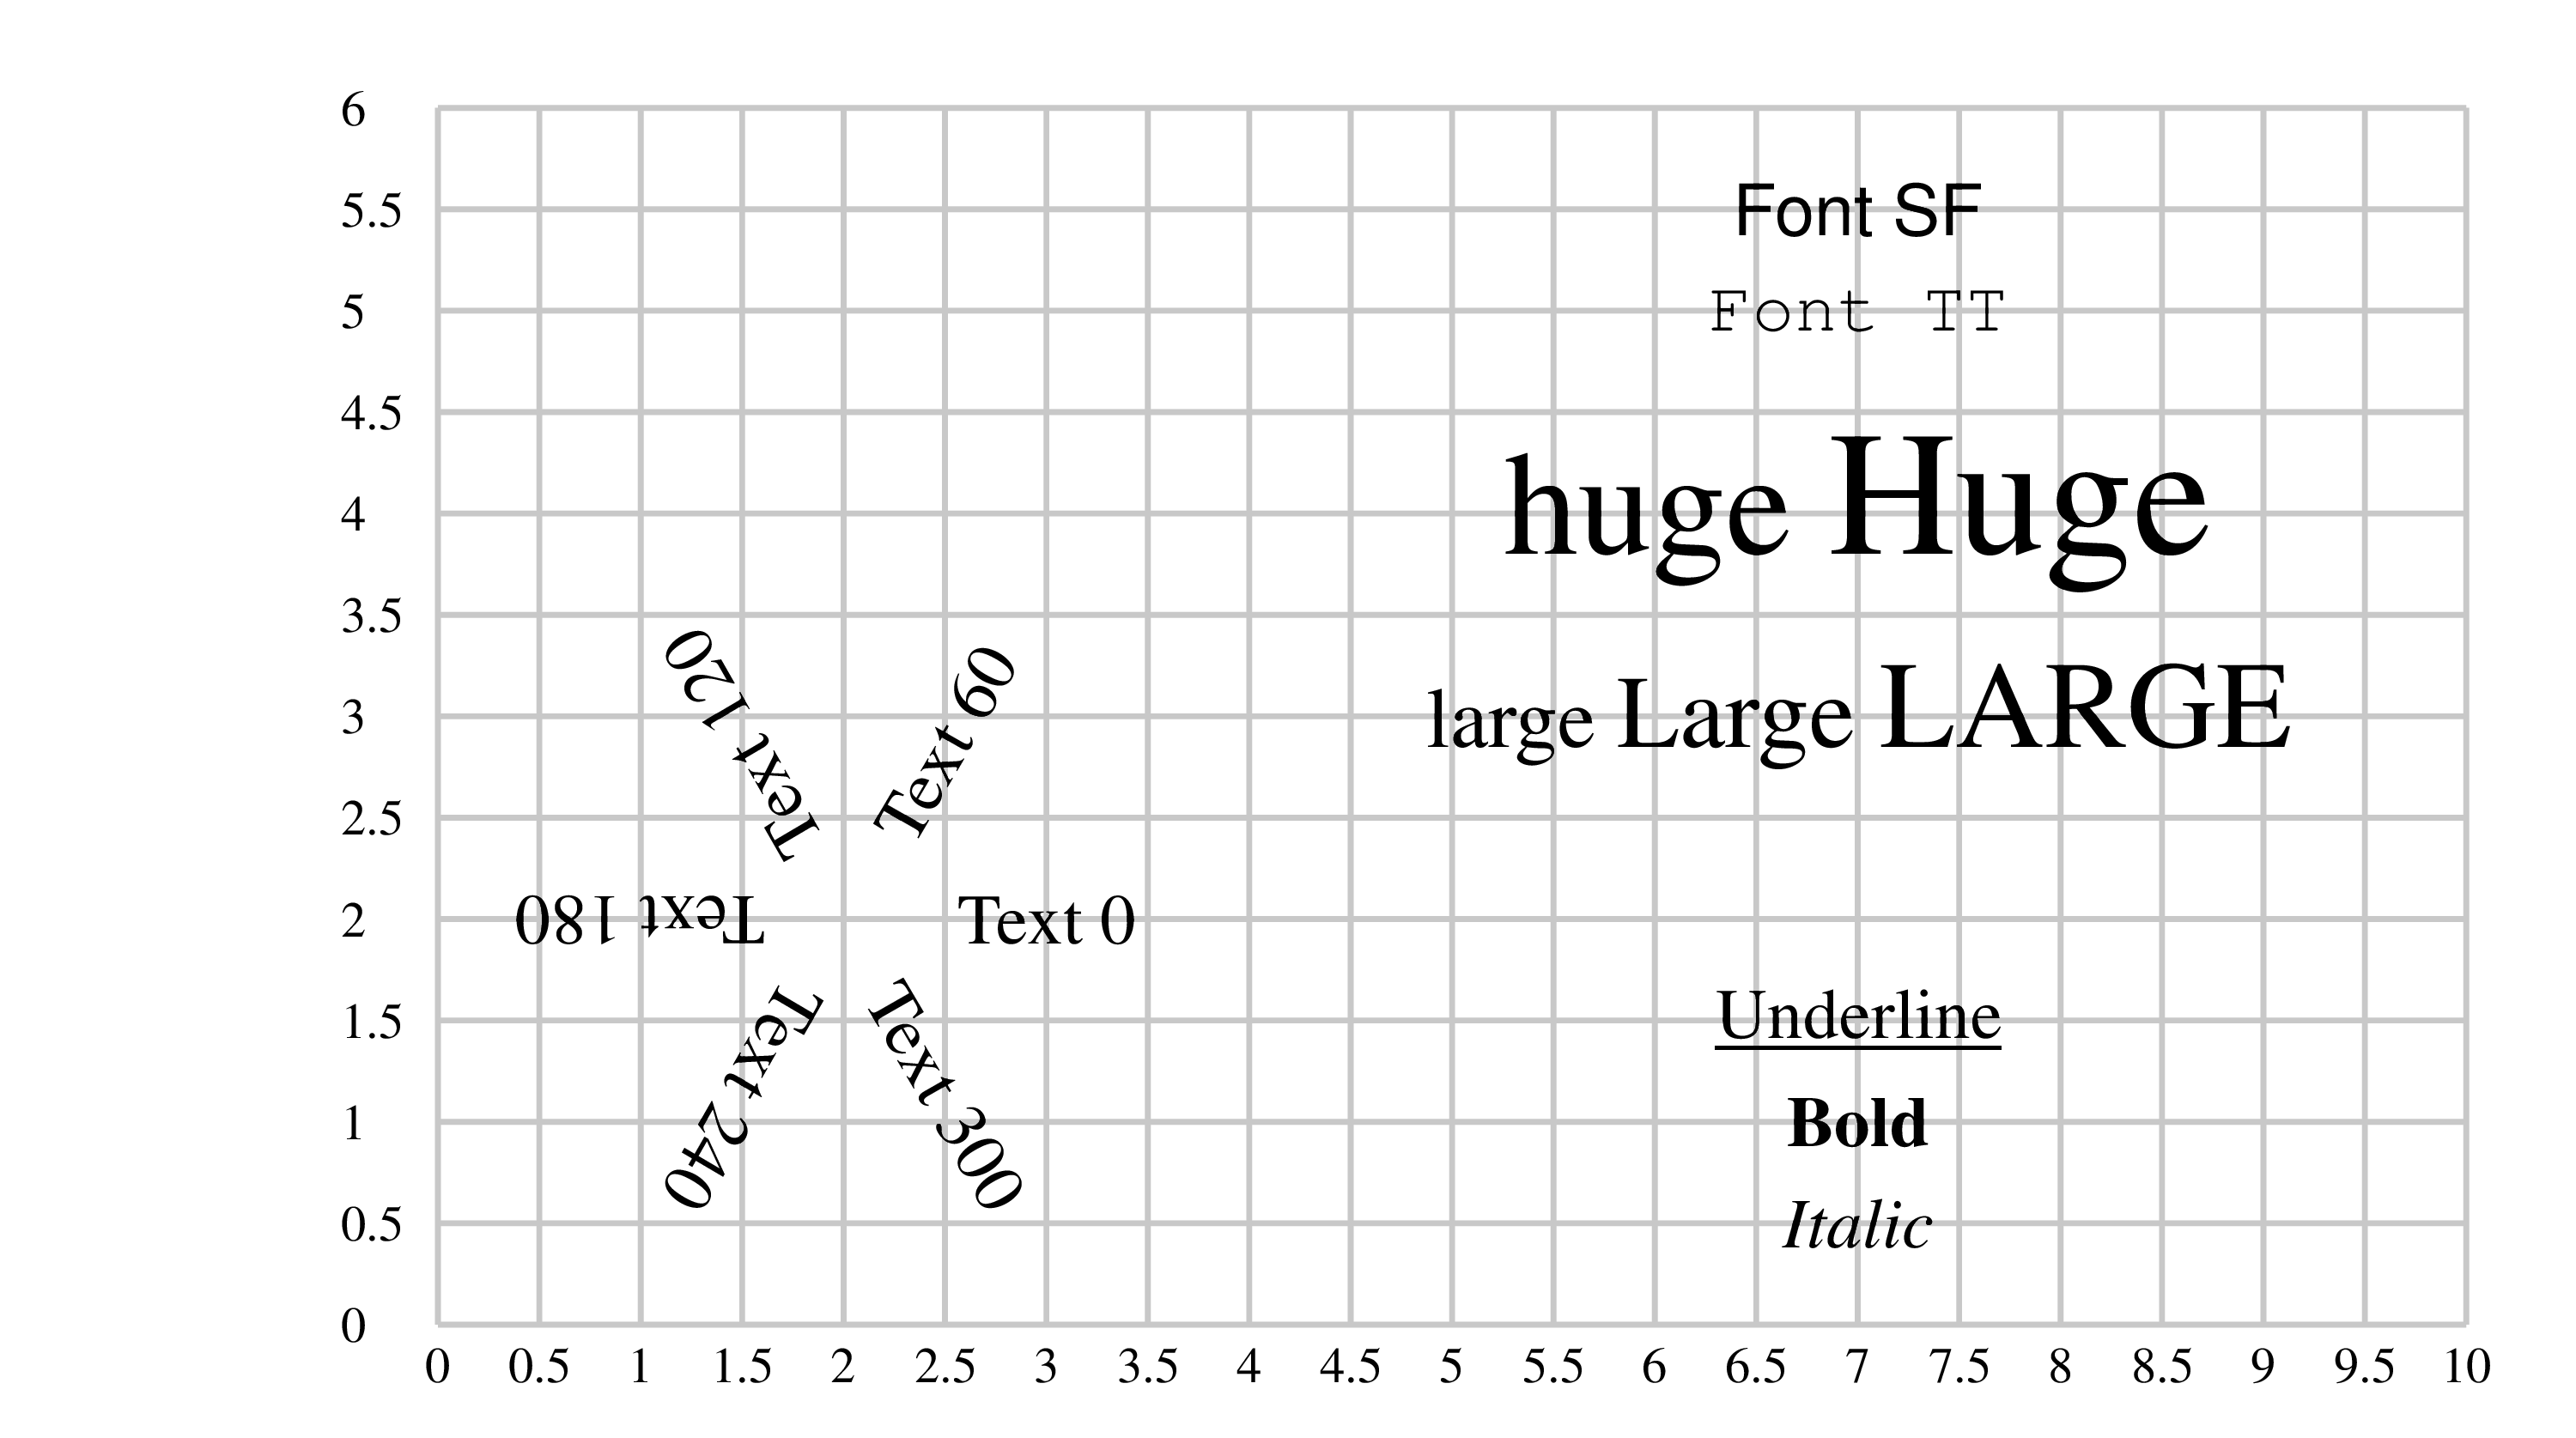 6
5.5
Font SF
5
Font TT
4.5
huge Huge
4
3.5
Text 120
Text 60
3
large Large LARGE
2.5
Text 180
2
Text 0
Text 240
Text 300
1.5
Underline
1
Bold
0.5
Italic
0
0 0.5 1 1.5 2 2.5 3 3.5 4 4.5 5 5.5 6 6.5 7 7.5 8 8.5 9 9.5 10